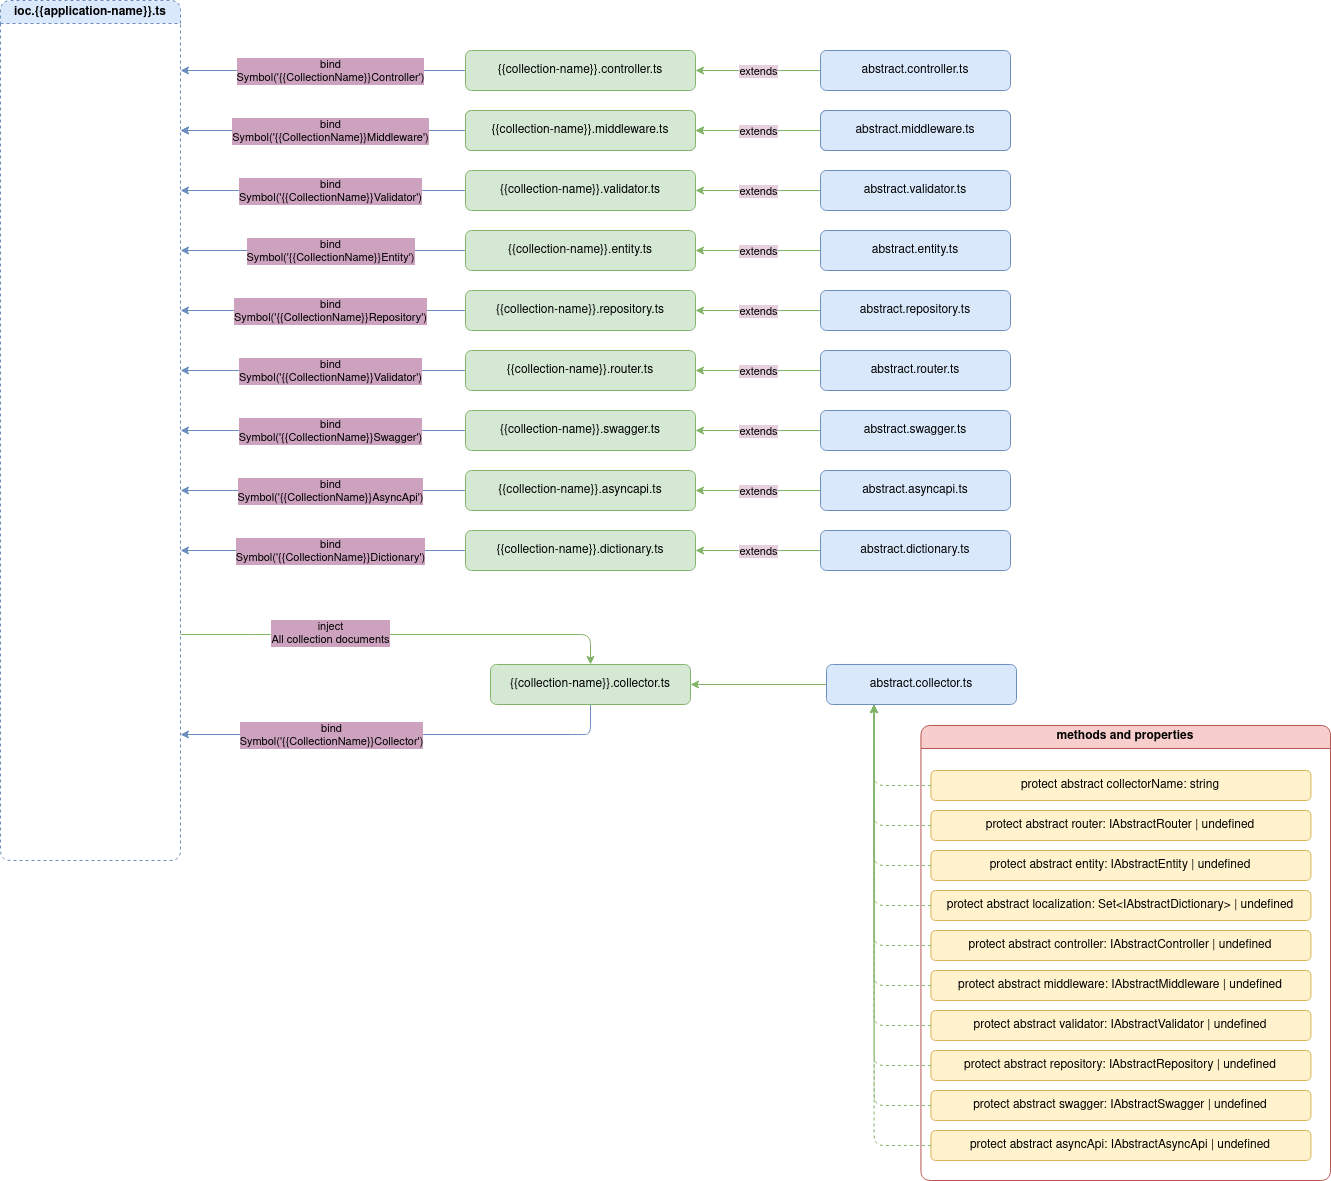 ioc.{{application-name}}.ts
bind
Symbol('{{CollectionName}}Controller')
{{collection-name}}.controller.ts
extends
abstract.controller.ts
bind
Symbol('{{CollectionName}}Middleware')
{{collection-name}}.middleware.ts
extends
abstract.middleware.ts
bind
Symbol('{{CollectionName}}Validator')
{{collection-name}}.validator.ts
extends
abstract.validator.ts
bind
Symbol('{{CollectionName}}Entity')
{{collection-name}}.entity.ts
extends
abstract.entity.ts
bind
Symbol('{{CollectionName}}Repository')
{{collection-name}}.repository.ts
extends
abstract.repository.ts
bind
Symbol('{{CollectionName}}Validator')
{{collection-name}}.router.ts
extends
abstract.router.ts
bind
Symbol('{{CollectionName}}Swagger')
{{collection-name}}.swagger.ts
extends
abstract.swagger.ts
bind
Symbol('{{CollectionName}}AsyncApi')
{{collection-name}}.asyncapi.ts
extends
abstract.asyncapi.ts
bind
Symbol('{{CollectionName}}Dictionary')
{{collection-name}}.dictionary.ts
extends
abstract.dictionary.ts
inject
All collection documents
{{collection-name}}.collector.ts
abstract.collector.ts
bind
Symbol('{{CollectionName}}Collector')
methods and properties
protect abstract collectorName: string
protect abstract router: IAbstractRouter | undefined
protect abstract entity: IAbstractEntity | undefined
protect abstract localization: Set<IAbstractDictionary> | undefined
protect abstract controller: IAbstractController | undefined
protect abstract middleware: IAbstractMiddleware | undefined
protect abstract validator: IAbstractValidator | undefined
protect abstract repository: IAbstractRepository | undefined
protect abstract swagger: IAbstractSwagger | undefined
protect abstract asyncApi: IAbstractAsyncApi | undefined